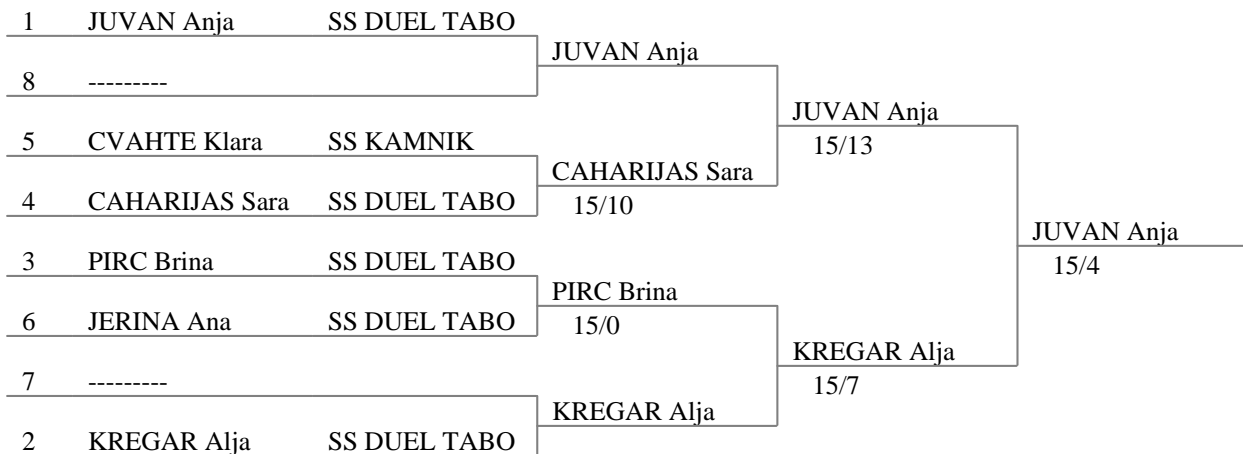 1 JUVAN Anja SS DUEL TABO
JUVAN Anja
8 ---------
JUVAN Anja
15/13
5 CVAHTE Klara SS KAMNIK
CAHARIJAS Sara
15/10
4 CAHARIJAS Sara SS DUEL TABO
JUVAN Anja
15/4
3 PIRC Brina SS DUEL TABO
PIRC Brina
15/0
6 JERINA Ana SS DUEL TABO
KREGAR Alja
15/7
7 ---------
KREGAR Alja
2 KREGAR Alja SS DUEL TABO